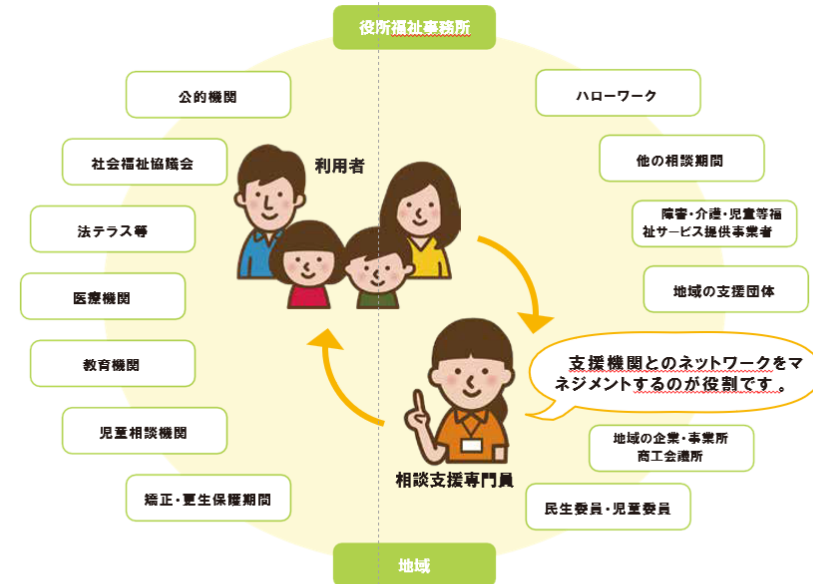 役所福祉事務所
公的機関
ハローワーク
社会福祉協議会
利用者
他の相談期間
法テラス等
障害・介護・児童等福
祉サービス提供事業者
医療機関
地域の支援団体
教育機関
支援機関とのネットワークをマ
ネジメントするのが役割です。
児童相談機関
地域の企業・事業所
商工会議所
相談支援専門員
矯正・更生保護期間
民生委員・児童委員
地域